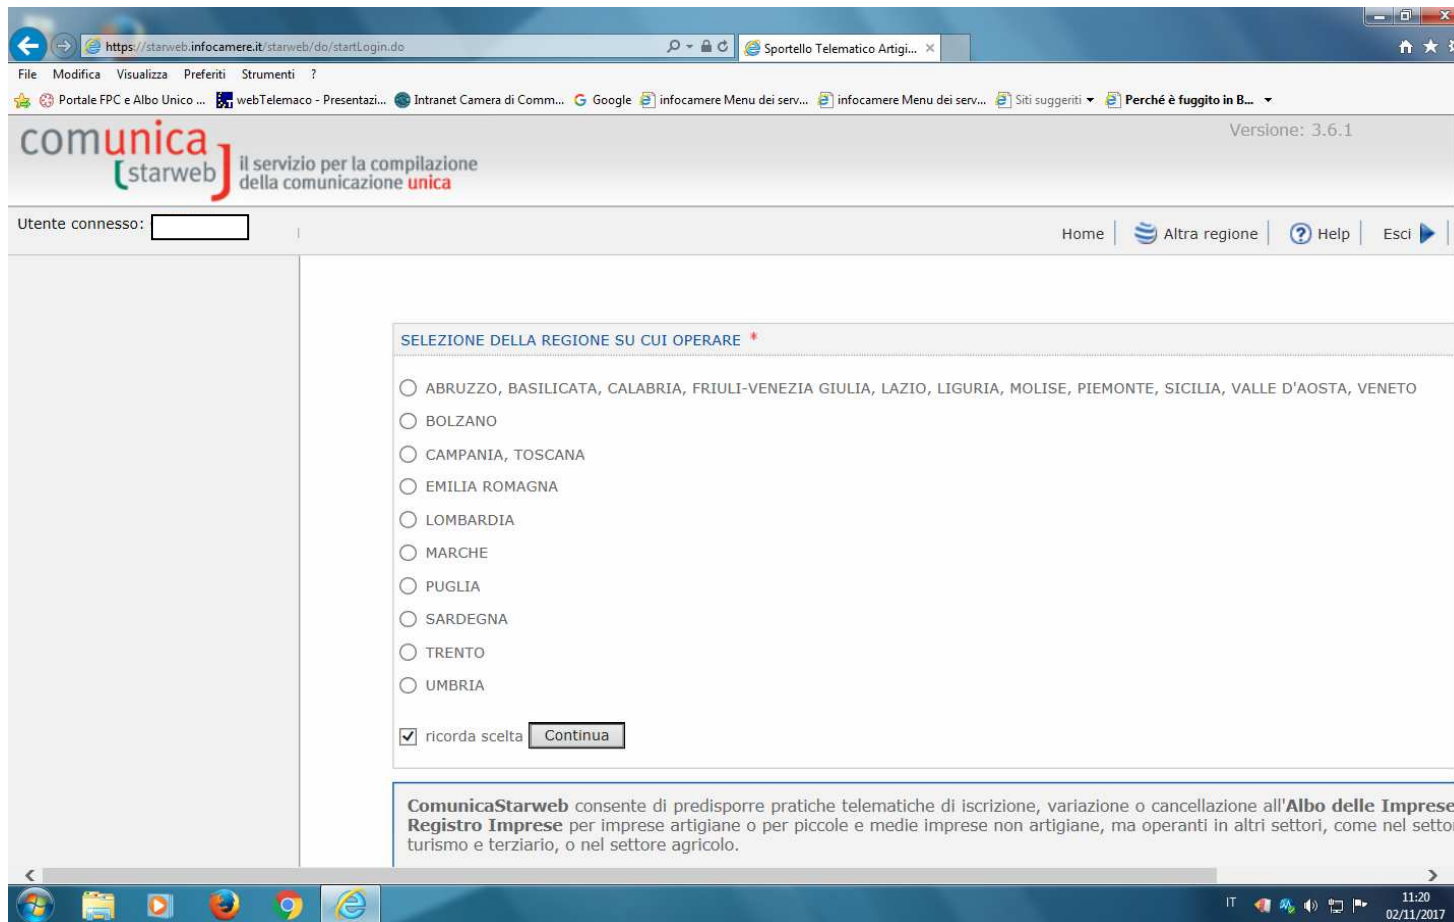 https://starweb.infocamere.it/starweb/do/startLogin.do
Sportello Telematico Artigi...
File Modifica Visualizza Preferiti Strumenti ?
Portale FPC e Albo Unico ... webTelemaco - Presentazi... Intranet Camera di Comm... Google infocamere Menu dei serv... infocamere Menu dei serv... Siti suggeriti Perché è fuggito in B...
Versione: 3.6.1
comunica
[starweb]
il servizio per la compilazione
della comunicazione unica
Utente connesso:
Home Altra regione Help Esci
SELEZIONE DELLA REGIONE SU CUI OPERARE *
ABRUZZO, BASILICATA, CALABRIA, FRIULI-VENEZIA GIULIA, LAZIO, LIGURIA, MOLISE, PIEMONTE, SICILIA, VALLE D'AOSTA, VENETO
BOLZANO
CAMPANIA, TOSCANA
EMILIA ROMAGNA
LOMBARDIA
MARCHE
PUGLIA
SARDEGNA
TRENTO
UMBRIA
ricorda scelta Continua
ComunicaStarweb consente di predisporre pratiche telematiche di iscrizione, variazione o cancellazione all'Albo delle Imprese
Registro Imprese per imprese artigiane o per piccole e medie imprese non artigiane, ma operanti in altri settori, come nel setto
turismo e terziario, o nel settore agricolo.
IT
11:20
02/11/2017